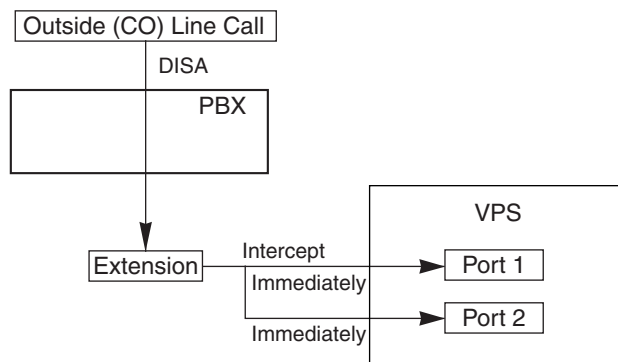 Outside (CO) Line Call
DISA
PBX
VPS
Extension
Intercept
Immediately
Port 1
Immediately
Port 2